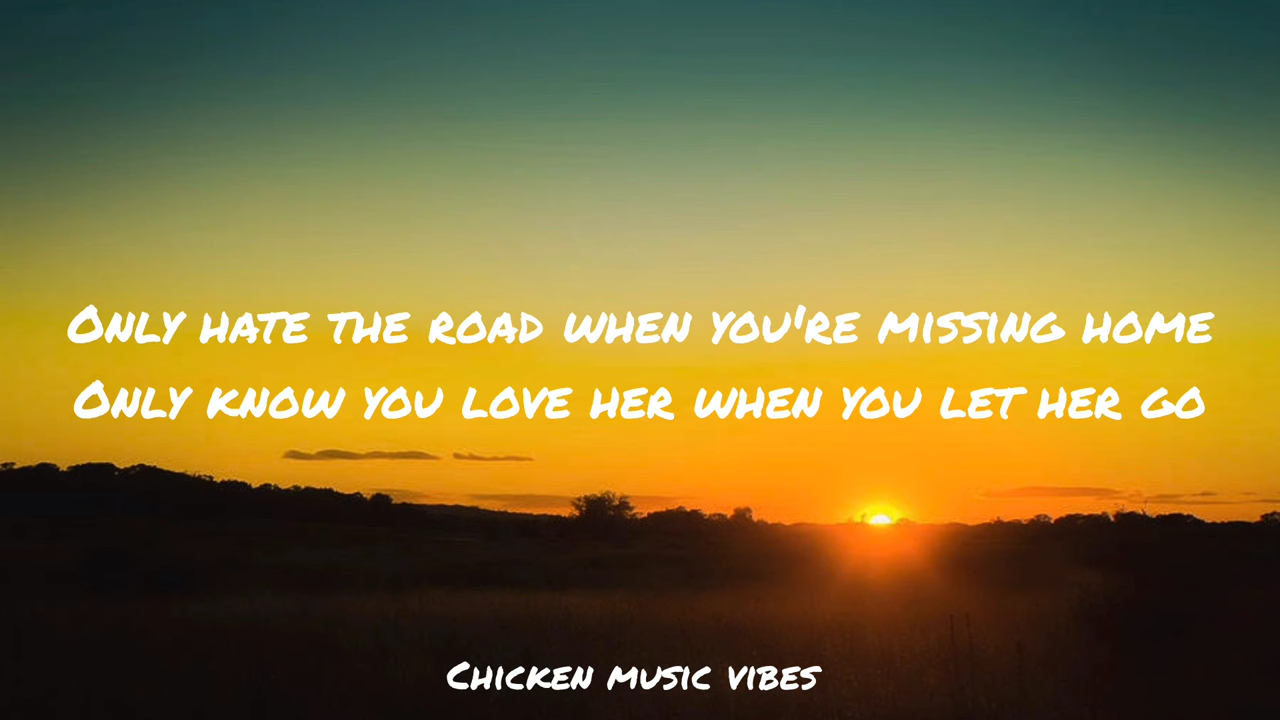 Only hate the road when you're missing home
Only know you love her when you let her go
Chicken music vibes